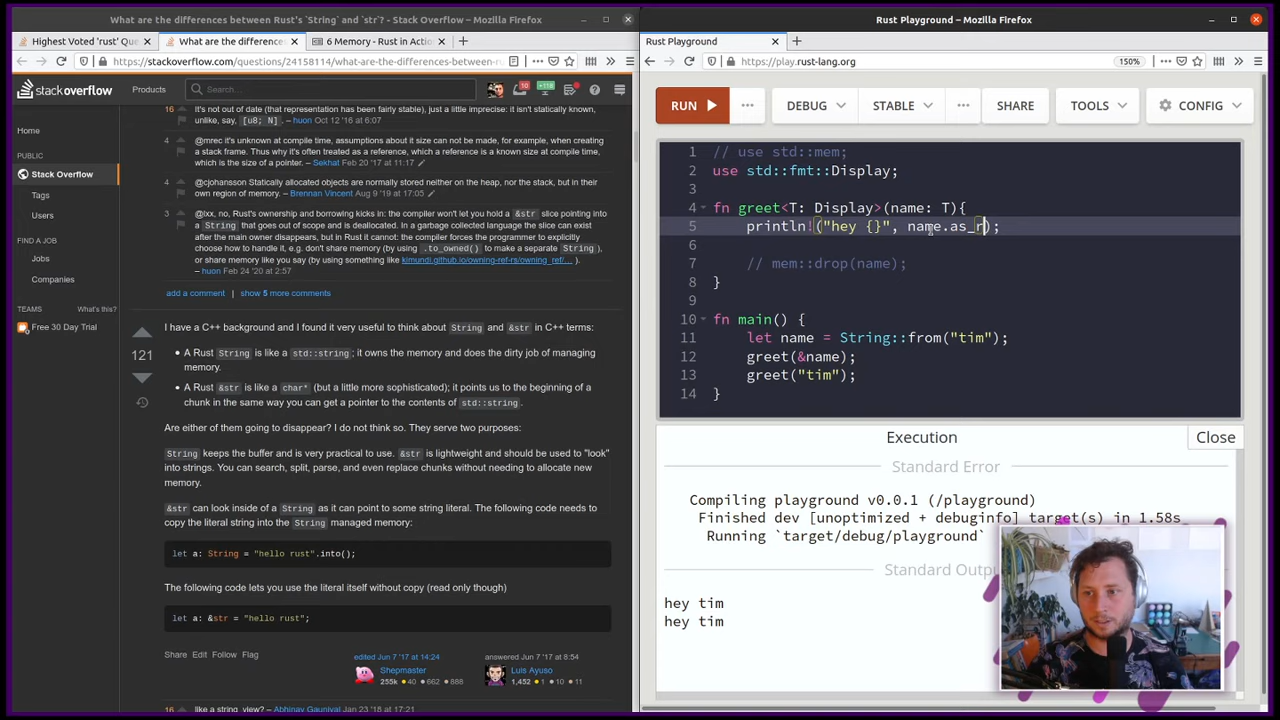 What are the differences between Rust's `String` and `str`? - Stack Overflow - Mozilla Firefox
Highest Voted 'rust' Que
What are the difference
6 Memory - Rust in Action
https://stackoverflow.com/questions/24158114/what-are-the-differences-between-r
stackoverflow
Products
Search...
10
+118
Home
PUBLIC
Stack Overflow
Tags
Users
FIND A JOB
Jobs
Companies
TEAMS
What's this?
Free 30 Day Trial
16
It's not out of date (that representation has been fairly stable), just a little imprecise: it isn't statically known,
unlike, say, [u8; N]. – huon Oct 12 '16 at 6:07
4
@mrec it's unknown at compile time, assumptions about it size can not be made, for example, when creating
a stack frame. Thus why it's often treated as a reference, which a reference is a known size at compile time,
which is the size of a pointer. – Sekhat Feb 20 '17 at 11:17
4
@cjohansson Statically allocated objects are normally stored neither on the heap, nor the stack, but in their
own region of memory. – Brennan Vincent Aug 9 '19 at 17:05
4
@lxx, no, Rust's ownership and borrowing kicks in: the compiler won't let you hold a &str slice pointing
into a String that goes out of scope and is deallocated. In garbage collected language the slice can exist
after the main owner disappears, but in Rust it cannot: the compiler forces the programmer to explicitly
choose how to handle it, e.g. don't share memory (by using .to_owned() to make a separate String),
or share memory like you say (by using something like kimundi.github.io/owning-ref-rs/owning_ref/...
). – huon Feb 24 '20 at 2:57
add a comment | show 5 more comments
121
I have a C++ background and I found it very useful to think about String and &str in C++ terms:
• A Rust String is like a std::string; it owns the memory and does the dirty job of managing
memory.
• A Rust &str is like a char* (but a little more sophisticated); it points us to the beginning of a
chunk in the same way you can get a pointer to the contents of std::string.
Are either of them going to disappear? I do not think so. They serve two purposes:
String keeps the buffer and is very practical to use. &str is lightweight and should be used to "look"
into strings. You can search, split, parse, and even replace chunks without needing to allocate new
memory.
&str can look inside of a String as it can point to some string literal. The following code needs to
copy the literal string into the String managed memory:
let a: String = "hello rust".into();
The following code lets you use the literal itself without copy (read only though)
let a: &str = "hello rust";
Share Edit Follow Flag
edited Jun 7 '17 at 14:24
Shepmaster
255k 40 662 888
answered Jun 7 '17 at 8:54
Luis Ayuso
1,452 1 10 11
16
like a string_view? – Abhinav Gauniyal Jan 23 '18 at 17:21
Rust Playground - Mozilla Firefox
Rust Playground
https://play.rust-lang.org
150%
RUN
DEBUG
STABLE
SHARE
TOOLS
CONFIG
1 // use std::mem;
2 use std::fmt::Display;
3
4 fn greet<T: Display>(name: T){
5 println!("hey {}", name.as_r);
6
7 // mem::drop(name);
8 }
9
10 fn main() {
11 let name = String::from("tim");
12 greet(&name);
13 greet("tim");
14 }
Execution
Close
Standard Error
Compiling playground v0.0.1 (/playground)
Finished dev [unoptimized + debuginfo] target(s) in 1.58s
Running `target/debug/playground`
Standard Outp
hey tim
hey tim